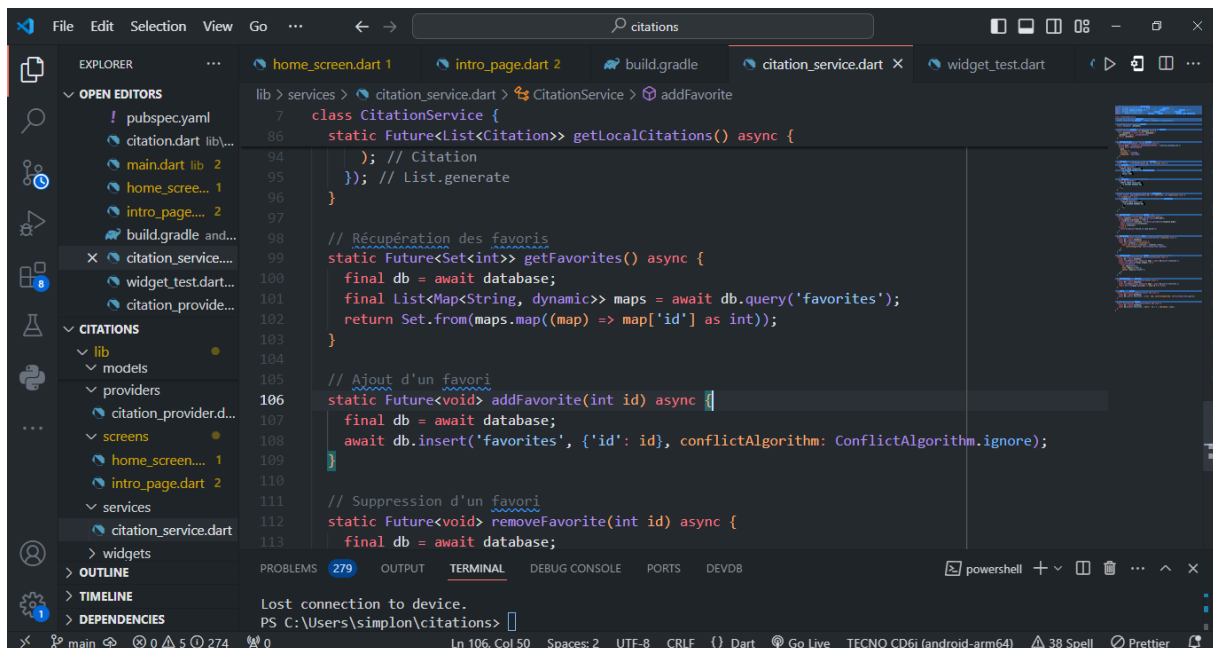 File Edit Selection View Go ··· ← → citations
EXPLORER ···
OPEN EDITORS
! pubspec.yaml
citation.dart lib\...
main.dart lib 2
home_scree... 1
intro_page.... 2
build.gradle and...
citation_service....
widget_test.dart...
citation_provide...
CITATIONS
lib
models
providers
citation_provider.d...
screens
home_screen.... 1
intro_page.dart 2
services
citation_service.dart
widgets
OUTLINE
TIMELINE
DEPENDENCIES
8
1
home_screen.dart 1 intro_page.dart 2 build.gradle citation_service.dart widget_test.dart
lib > services > citation_service.dart > CitationService > addFavorite
7 class CitationService {
86 static Future<List<Citation>> getLocalCitations() async {
94 ); // Citation
95 }); // List.generate
96 }
97
98 // Récupération des favoris
99 static Future<Set<int>> getFavorites() async {
100 final db = await database;
101 final List<Map<String, dynamic>> maps = await db.query('favorites');
102 return Set.from(maps.map((map) => map['id'] as int));
103 }
104
105 // Ajout d'un favori
106 static Future<void> addFavorite(int id) async {
107 final db = await database;
108 await db.insert('favorites', {'id': id}, conflictAlgorithm: ConflictAlgorithm.ignore);
109 }
110
111 // Suppression d'un favori
112 static Future<void> removeFavorite(int id) async {
113 final db = await database;
PROBLEMS 279 OUTPUT TERMINAL DEBUG CONSOLE PORTS DEVDB powershell
Lost connection to device.
PS C:\Users\simplon\citations>
main 0 5 274 0 Ln 106, Col 50 Spaces: 2 UTF-8 CRLF {} Dart Go Live TECNO CD6j (android-arm64) 38 Spell Prettier